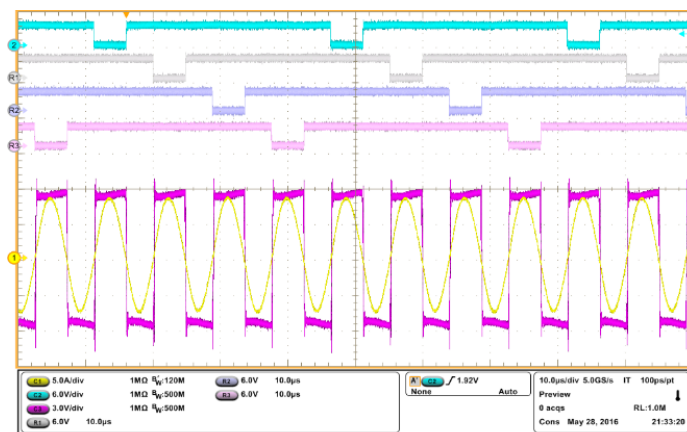 2
R1
R2
R3
1
C1 5.0A/div 1MΩ BW:120M R2 6.0V 10.0µs
C2 6.0V/div 1MΩ BW:500M R3 6.0V 10.0µs
C3 3.0V/div 1MΩ BW:500M
R1 6.0V 10.0µs
A' C2 1.92V
None Auto
10.0µs/div 5.0GS/s IT 100ps/pt
Preview
0 acqs RL:1.0M
Cons May 28, 2016 21:33:20